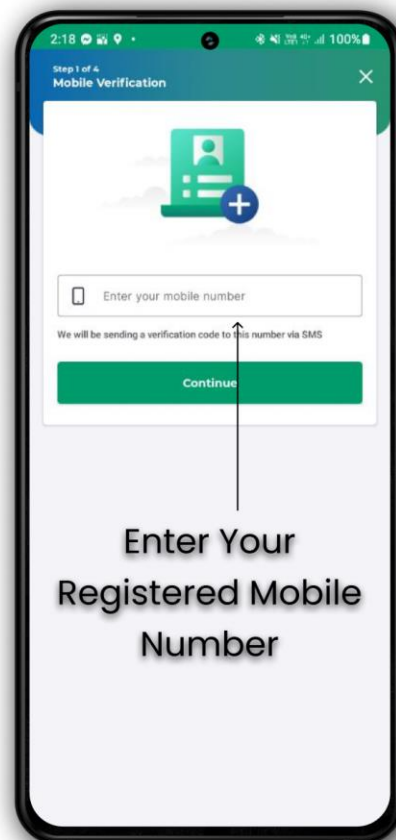 2:18
100%
Step 1 of 4
Mobile Verification
Enter your mobile number
We will be sending a verification code to this number via SMS
Continue
Enter Your
Registered Mobile
Number